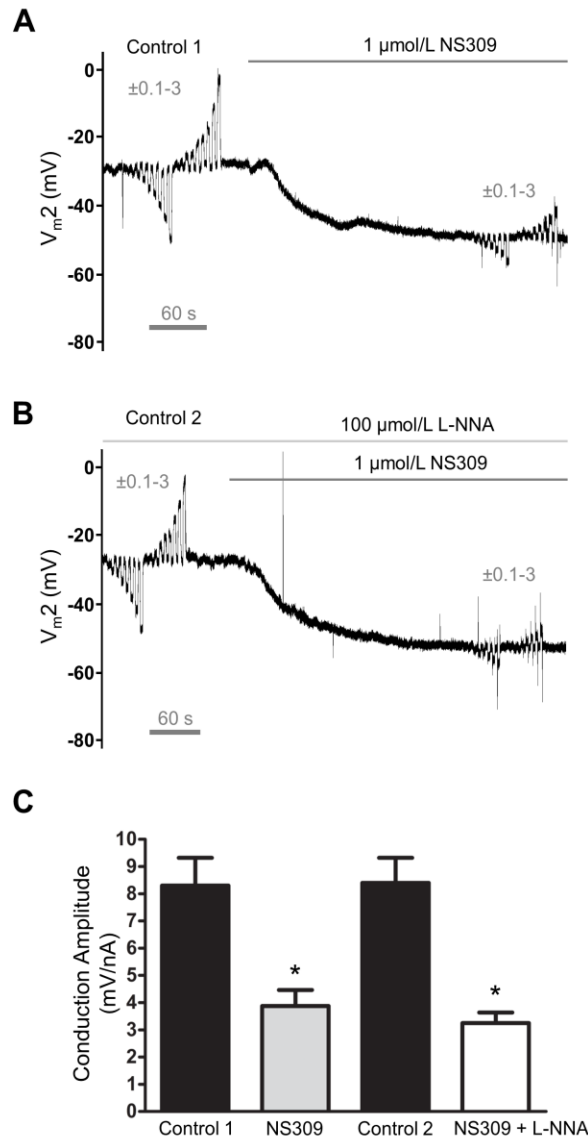 A
Control 1
1 μmol/L NS309
±0.1-3
±0.1-3
0
-20
-40
-60
-80
Vm2 (mV)
60 s
B
Control 2
100 μmol/L L-NNA
1 μmol/L NS309
±0.1-3
±0.1-3
0
-20
-40
-60
-80
Vm2 (mV)
60 s
C
Conduction Amplitude
(mV/nA)
10
9
8
7
6
5
4
3
2
1
0
*
*
Control 1
NS309
Control 2
NS309 + L-NNA